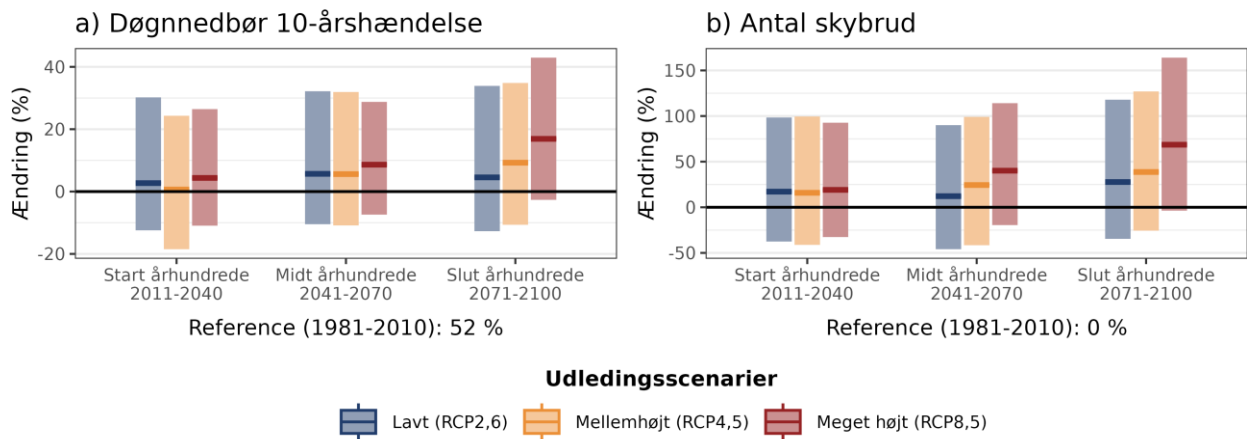 a) Døgnnedbør 10-årshændelse
Ændring (%)
40
20
0
-20
Start århundrede
2011-2040
Midt århundrede
2041-2070
Slut århundrede
2071-2100
Reference (1981-2010): 52 %
b) Antal skybrud
Ændring (%)
150
100
50
0
-50
Start århundrede
2011-2040
Midt århundrede
2041-2070
Slut århundrede
2071-2100
Reference (1981-2010): 0 %
Udledingsscenarier
Lavt (RCP2,6)
Mellemhøjt (RCP4,5)
Meget højt (RCP8,5)